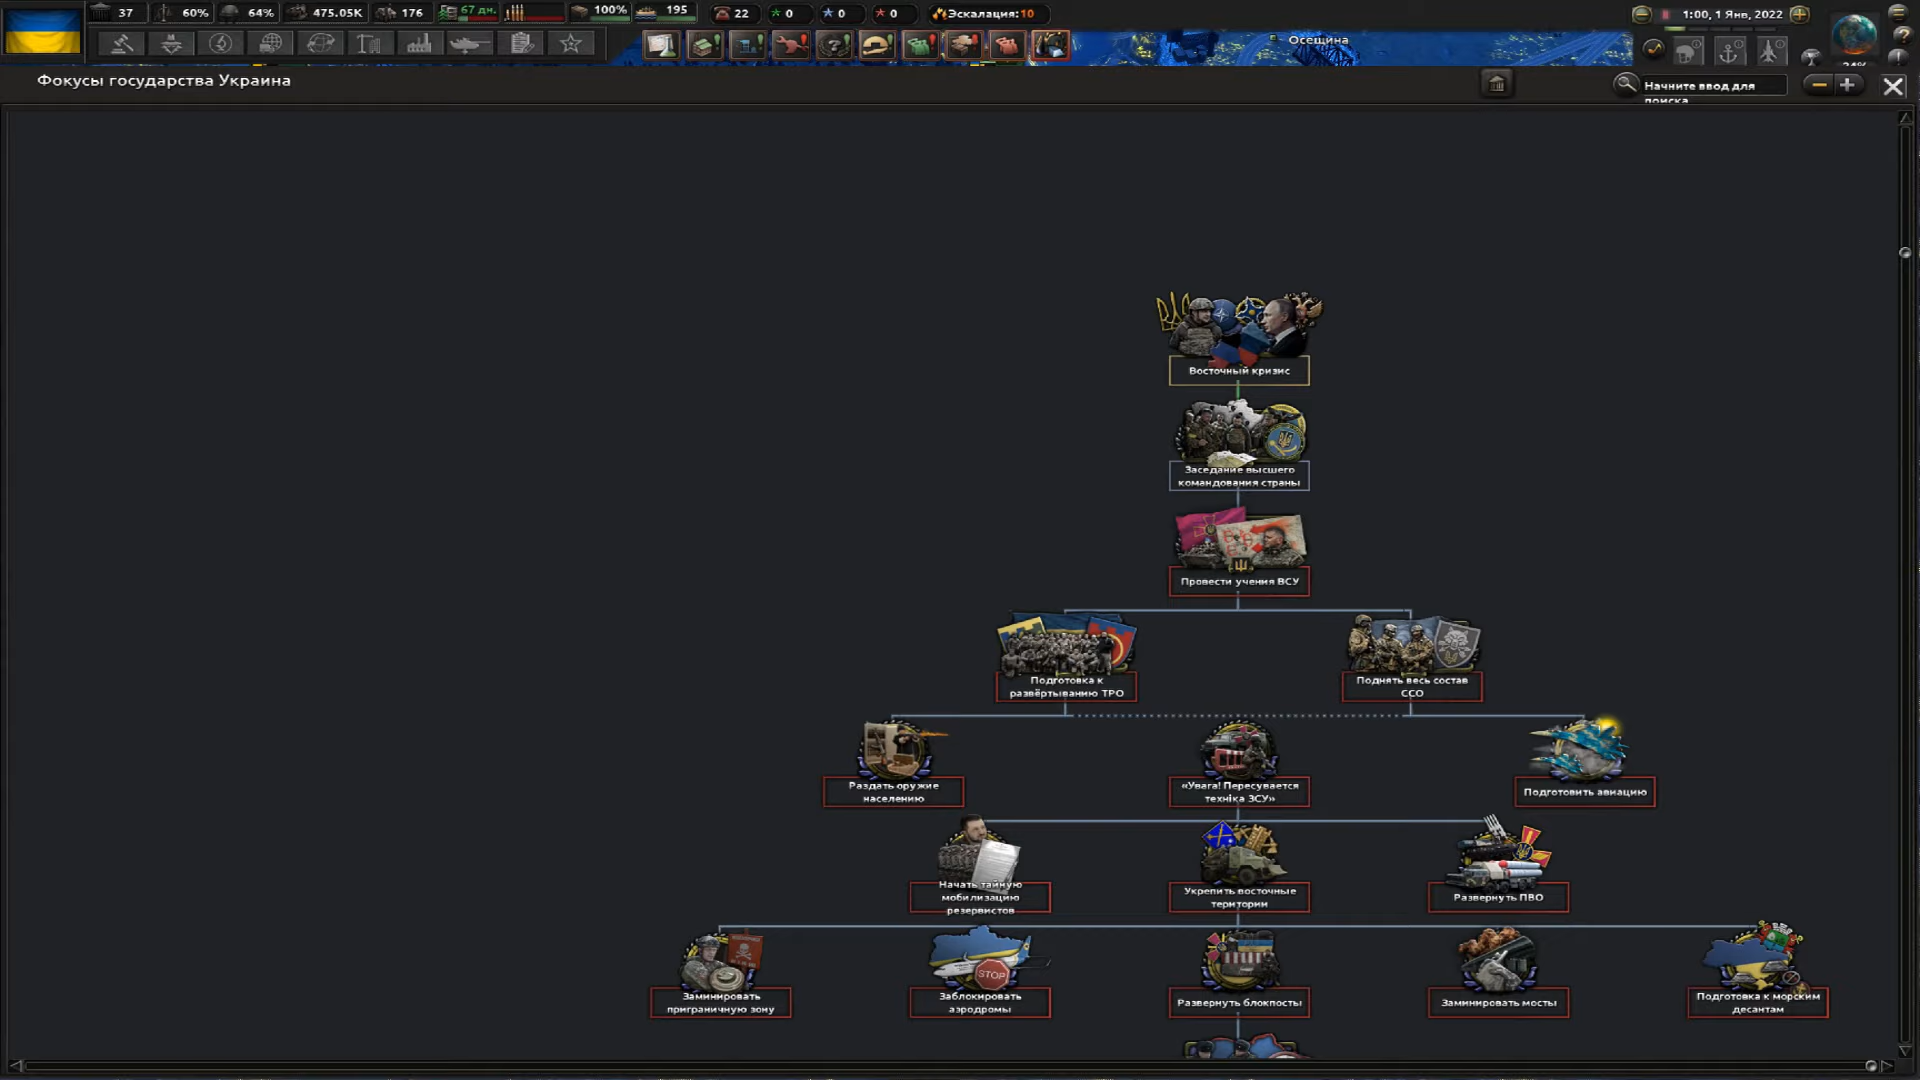 37
60%
64%
475.05K
176
67 дн.
100%
195
22
0
0
0
Эскалация: 10
1:00, 1 Янв, 2022
Осещина
Фокусы государства Украина
Начните ввод для
поиска
Восточный кризис
Заседание высшего
командования страны
Провести учения ВСУ
Подготовка к
развёртыванию ТРО
Поднять весь состав
ССО
Раздать оружие
населению
«Увага! Пересувается
технiка ЗСУ»
Подготовить авиацию
Начать тайную
мобилизацию
резервистов
Укрепить восточные
територии
Развернуть ПВО
STOP
Заминировать
приграничную зону
Заблокировать
аэродромы
Развернуть блокпосты
Заминировать мосты
Подготовка к морским
десантам